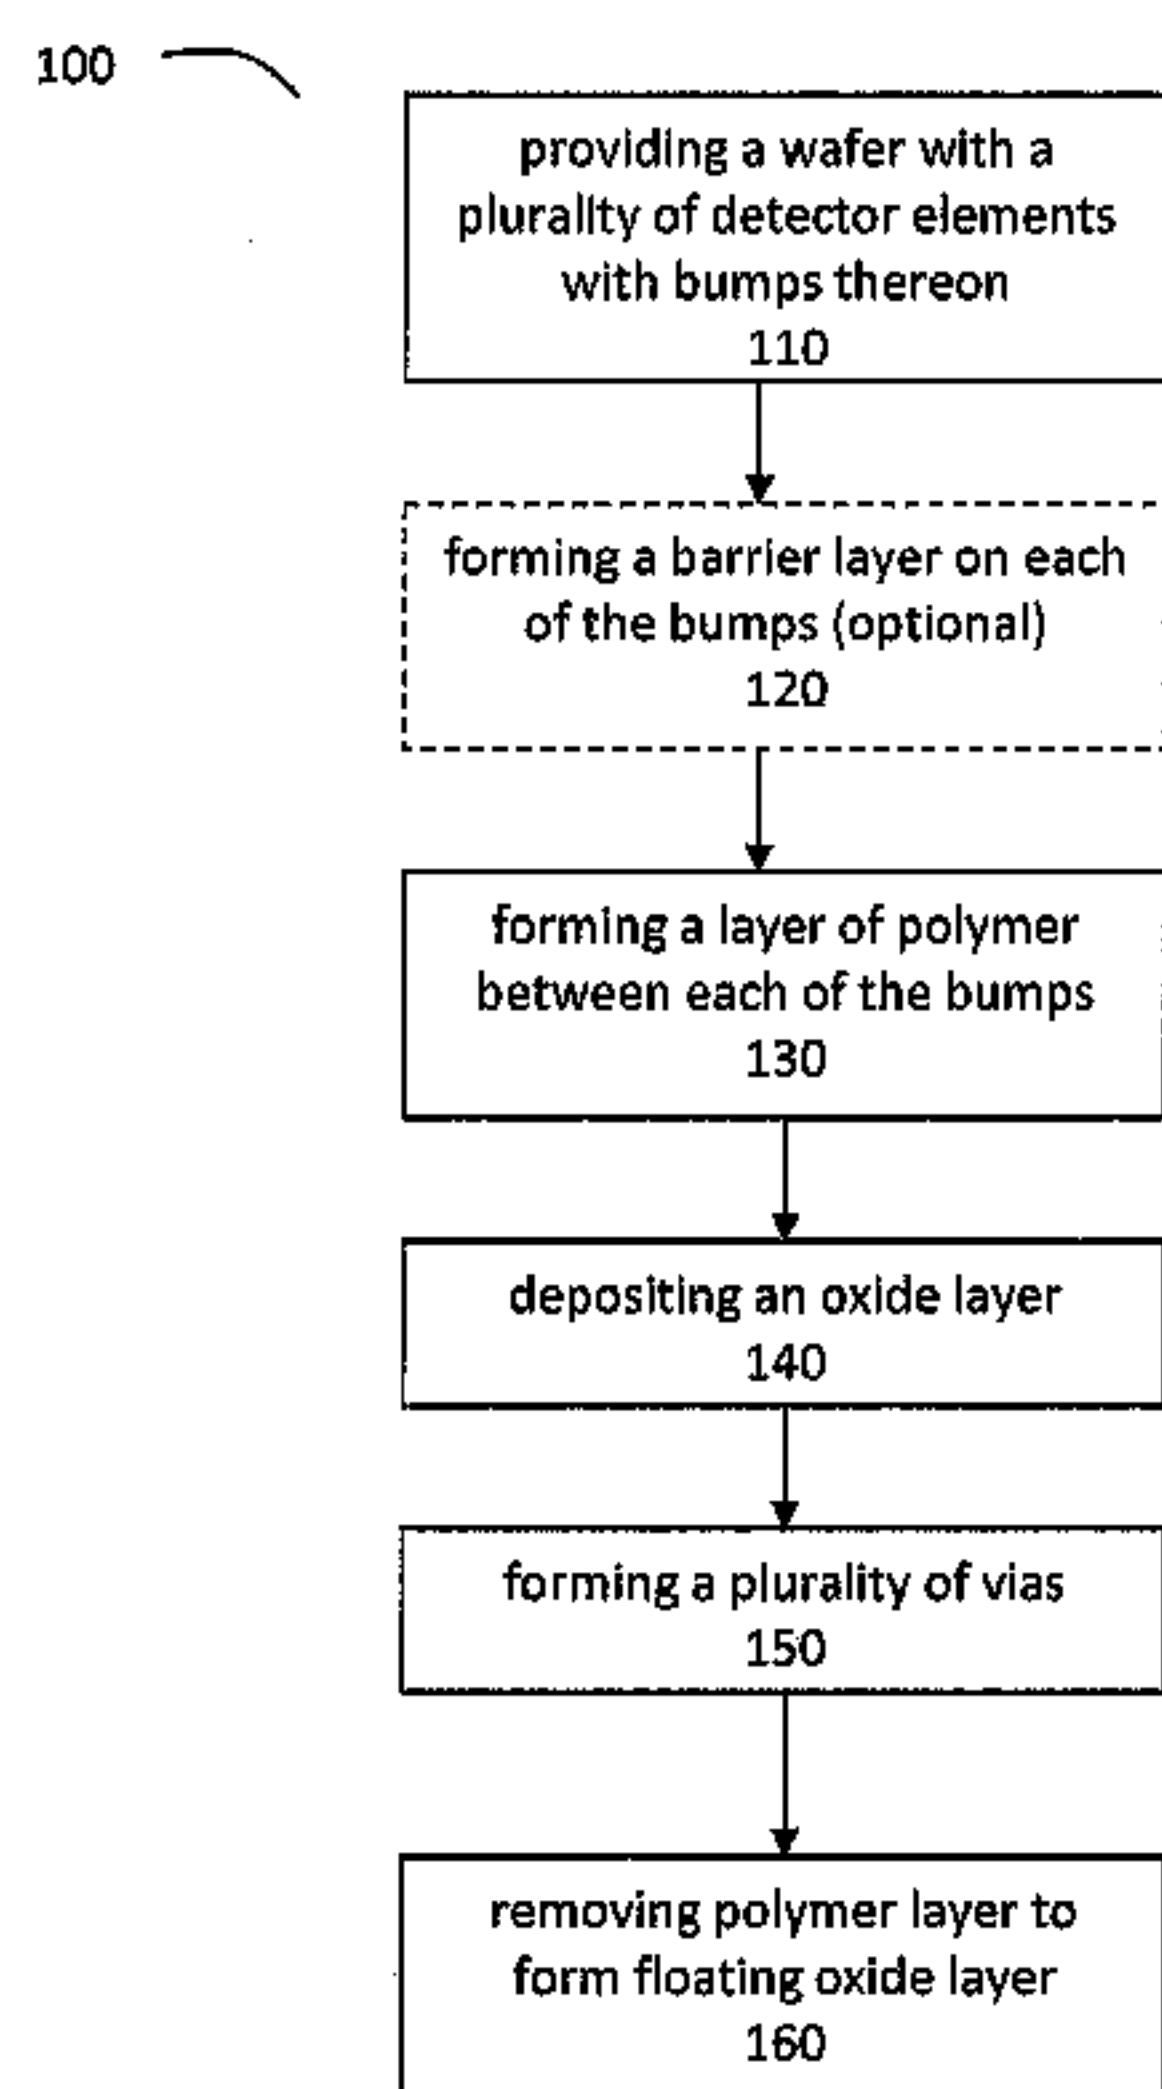 100
providing a wafer with a
plurality of detector elements
with bumps thereon
110
forming a barrier layer on each
of the bumps (optional)
120
forming a layer of polymer
between each of the bumps
130
depositing an oxide layer
140
forming a plurality of vias
150
removing polymer layer to
form floating oxide layer
160